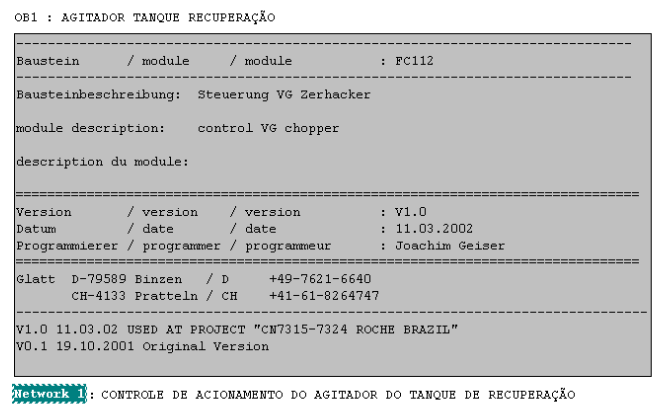 OB1 : AGITADOR TANQUE RECUPERAÇÃO
--------------------------------------------------------------------------------
Baustein / module / module : FC112
--------------------------------------------------------------------------------
Bausteinbeschreibung: Steuerung VG Zerhacker
module description: control VG chopper
description du module:
================================================================================
Version / version / version : V1.0
Datum / date / date : 11.03.2002
Programmierer / programmer / programmeur : Joachim Geiser
================================================================================
Glatt D-79589 Binzen / D +49-7621-6640
CH-4133 Pratteln / CH +41-61-8264747
--------------------------------------------------------------------------------
V1.0 11.03.02 USED AT PROJECT "CN7315-7324 ROCHE BRAZIL"
V0.1 19.10.2001 Original Version
Network 1: CONTROLE DE ACIONAMENTO DO AGITADOR DO TANQUE DE RECUPERAÇÃO